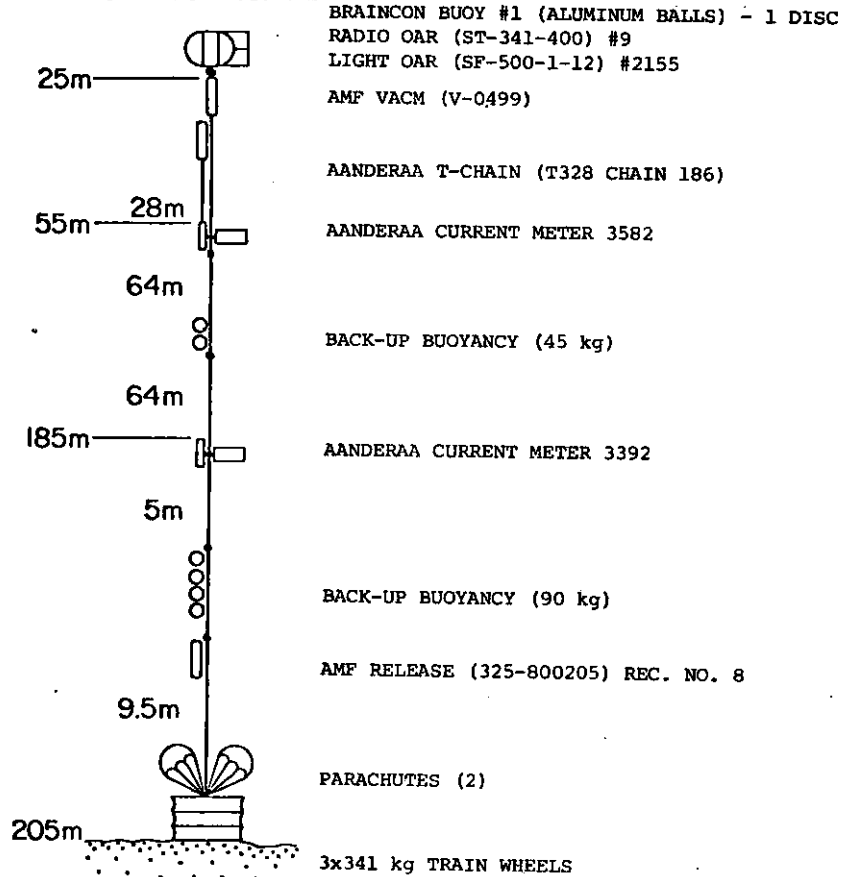 BRAINCON BUOY #1 (ALUMINUM BALLS) - 1 DISC
RADIO OAR (ST-341-400) #9
LIGHT OAR (SF-500-1-12) #2155
25m
AMF VACM (V-0499)
AANDERAA T-CHAIN (T328 CHAIN 186)
28m
55m
AANDERAA CURRENT METER 3582
64m
BACK-UP BUOYANCY (45 kg)
64m
185m
AANDERAA CURRENT METER 3392
5m
BACK-UP BUOYANCY (90 kg)
AMF RELEASE (325-800205) REC. NO. 8
9.5m
PARACHUTES (2)
205m
3x341 kg TRAIN WHEELS